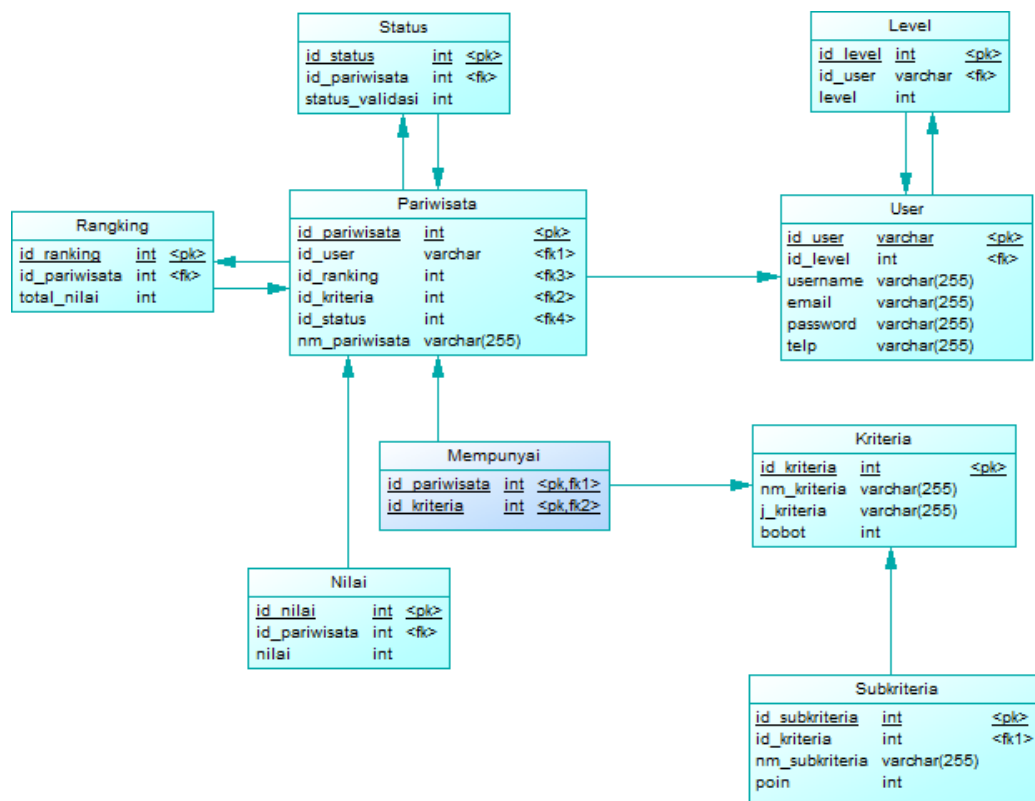 Status
id_status int <pk>
id_pariwisata int <fk>
status_validasi int
Level
id_level int <pk>
id_user varchar <fk>
level int
Rangking
id_ranking int <pk>
id_pariwisata int <fk>
total_nilai int
Pariwisata
id_pariwisata int <pk>
id_user varchar <fk1>
id_ranking int <fk3>
id_kriteria int <fk2>
id_status int <fk4>
nm_pariwisata varchar(255)
User
id_user varchar <pk>
id_level int <fk>
username varchar(255)
email varchar(255)
password varchar(255)
telp varchar(255)
Mempunyai
id_pariwisata int <pk,fk1>
id_kriteria int <pk,fk2>
Kriteria
id_kriteria int <pk>
nm_kriteria varchar(255)
j_kriteria varchar(255)
bobot int
Nilai
id_nilai int <pk>
id_pariwisata int <fk>
nilai int
Subkriteria
id_subkriteria int <pk>
id_kriteria int <fk1>
nm_subkriteria varchar(255)
poin int